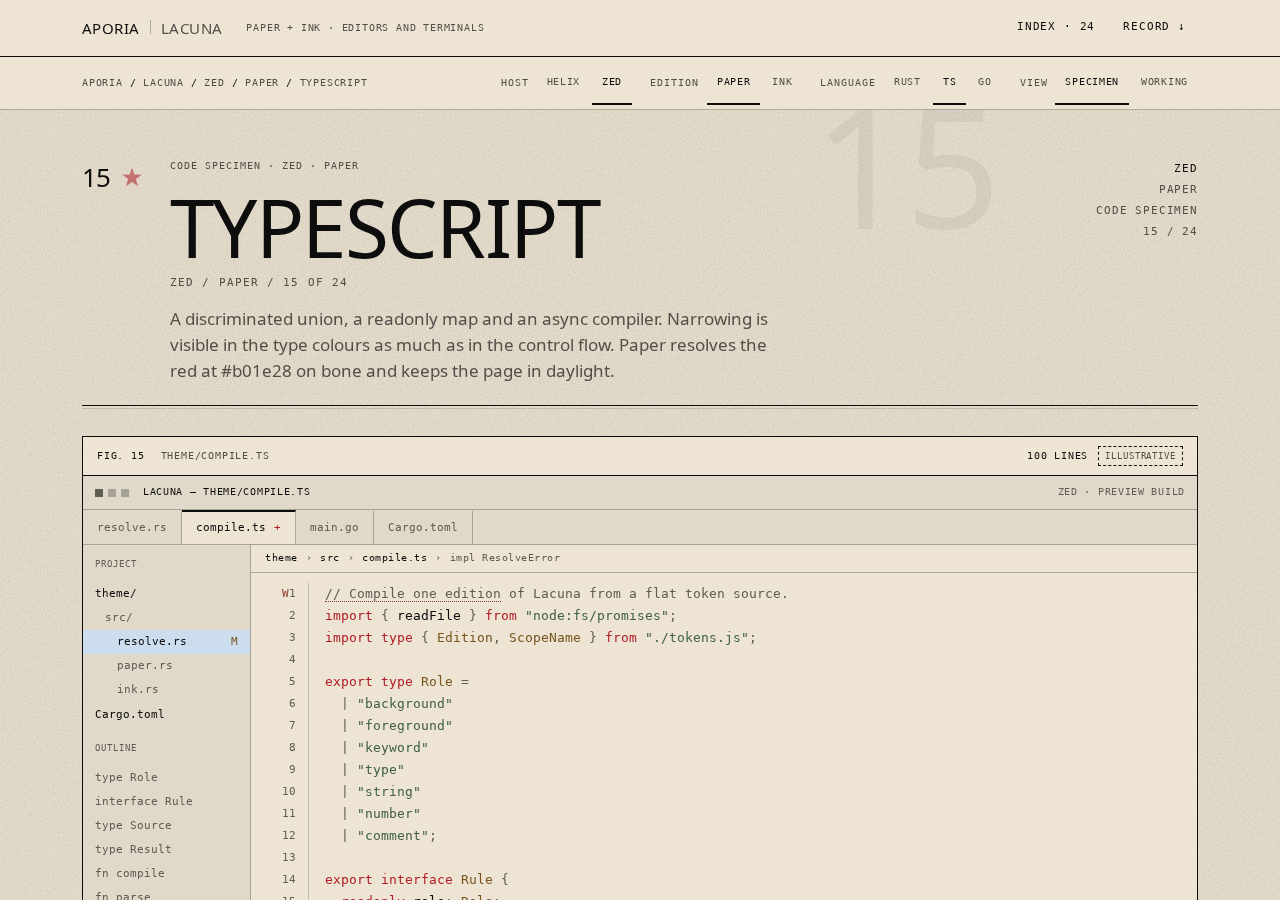 APORIA LACUNA PAPER + INK · EDITORS AND TERMINALS INDEX · 24 RECORD ↓
APORIA / LACUNA / ZED / PAPER / TYPESCRIPT HOST HELIX ZED EDITION PAPER INK LANGUAGE RUST TS GO VIEW SPECIMEN WORKING
15
15 ★ CODE SPECIMEN · ZED · PAPER
TYPESCRIPT
ZED / PAPER / 15 OF 24
ZED
PAPER
CODE SPECIMEN
15 / 24
A discriminated union, a readonly map and an async compiler. Narrowing is
visible in the type colours as much as in the control flow. Paper resolves the
red at #b01e28 on bone and keeps the page in daylight.
FIG. 15 THEME/COMPILE.TS 100 LINES ILLUSTRATIVE
LACUNA — THEME/COMPILE.TS ZED · PREVIEW BUILD
resolve.rs compile.ts + main.go Cargo.toml
PROJECT
theme/
src/
resolve.rs M
paper.rs
ink.rs
Cargo.toml
OUTLINE
type Role
interface Rule
type Source
type Result
fn compile
fn parse
theme › src › compile.ts › impl ResolveError
W1 // Compile one edition of Lacuna from a flat token source.
2 import { readFile } from "node:fs/promises";
3 import type { Edition, ScopeName } from "./tokens.js";
4
5 export type Role =
6 | "background"
7 | "foreground"
8 | "keyword"
9 | "type"
10 | "string"
11 | "number"
12 | "comment";
13
14 export interface Rule {
15 readonly role: Role;